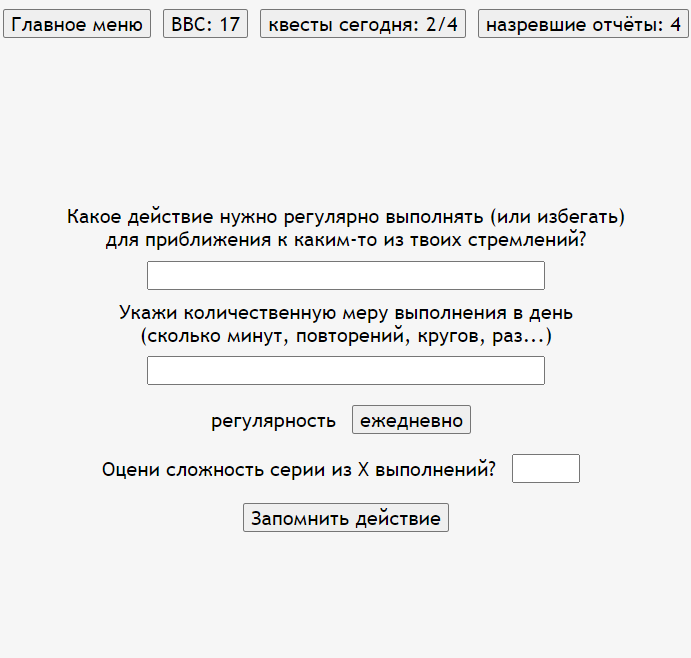 Главное меню ВВС: 17 квесты сегодня: 2/4 назревшие отчёты: 4
Какое действие нужно регулярно выполнять (или избегать)
для приближения к каким-то из твоих стремлений?
Укажи количественную меру выполнения в день
(сколько минут, повторений, кругов, раз...)
регулярность ежедневно
Оцени сложность серии из X выполнений?
Запомнить действие